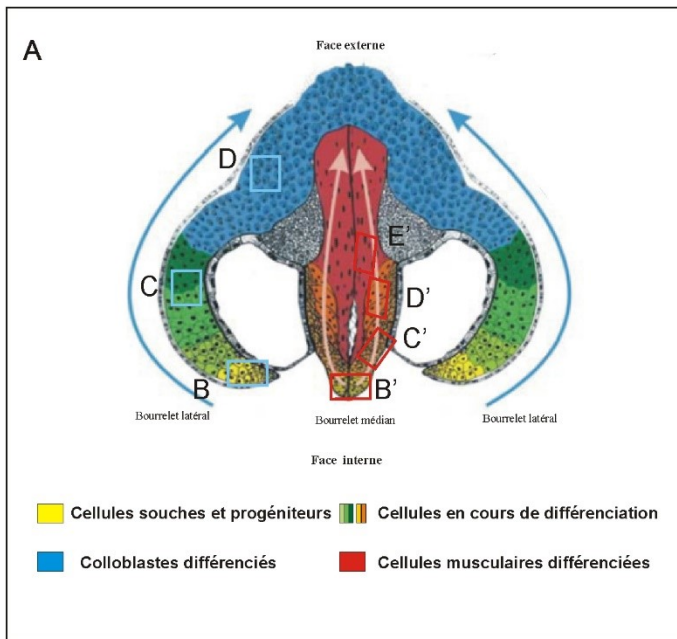 A
Face externe
D
E'
C
D'
C'
B
B'
Bourrelet latéral
Bourrelet médian
Bourrelet latéral
Face interne
Cellules souches et progéniteurs
Cellules en cours de différenciation
Colloblastes différenciés
Cellules musculaires différenciées